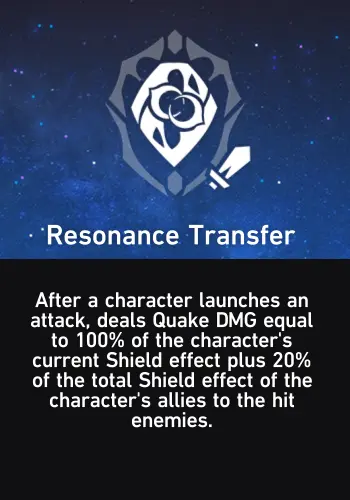 Resonance Transfer
After a character launches an
attack, deals Quake DMG equal
to 100% of the character's
current Shield effect plus 20%
of the total Shield effect of the
character's allies to the hit
enemies.